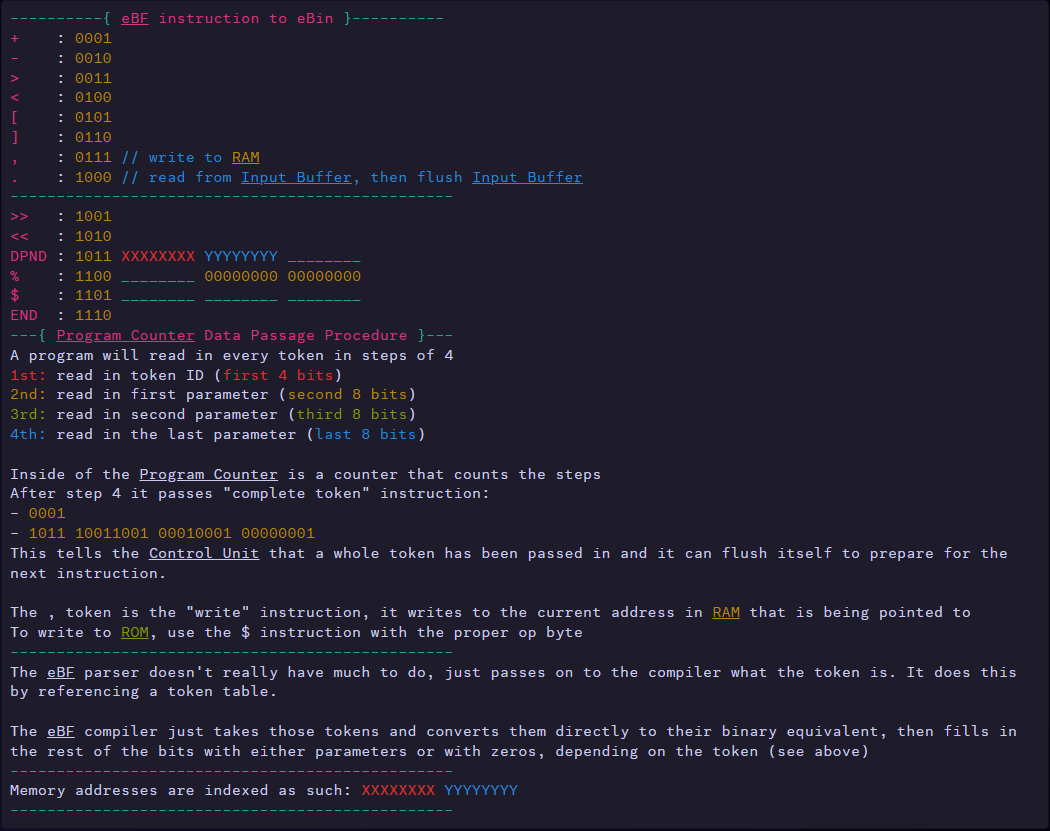 ----------{ eBF instruction to eBin }----------
+    : 0001
-    : 0010
>    : 0011
<    : 0100
[    : 0101
]    : 0110
,    : 0111 // write to RAM
.    : 1000 // read from Input Buffer, then flush Input Buffer
------------------------------------------------
>>   : 1001
<<   : 1010
DPND : 1011 XXXXXXXX YYYYYYYY ________
%    : 1100 ________ 00000000 00000000
$    : 1101 ________ ________ ________
END  : 1110
---{ Program Counter Data Passage Procedure }---
A program will read in every token in steps of 4
1st: read in token ID (first 4 bits)
2nd: read in first parameter (second 8 bits)
3rd: read in second parameter (third 8 bits)
4th: read in the last parameter (last 8 bits)

Inside of the Program Counter is a counter that counts the steps
After step 4 it passes "complete token" instruction:
- 0001
- 1011 10011001 00010001 00000001
This tells the Control Unit that a whole token has been passed in and it can flush itself to prepare for the
next instruction.

The , token is the "write" instruction, it writes to the current address in RAM that is being pointed to
To write to ROM, use the $ instruction with the proper op byte
------------------------------------------------
The eBF parser doesn't really have much to do, just passes on to the compiler what the token is. It does this
by referencing a token table.

The eBF compiler just takes those tokens and converts them directly to their binary equivalent, then fills in
the rest of the bits with either parameters or with zeros, depending on the token (see above)
------------------------------------------------
Memory addresses are indexed as such: XXXXXXXX YYYYYYYY
------------------------------------------------